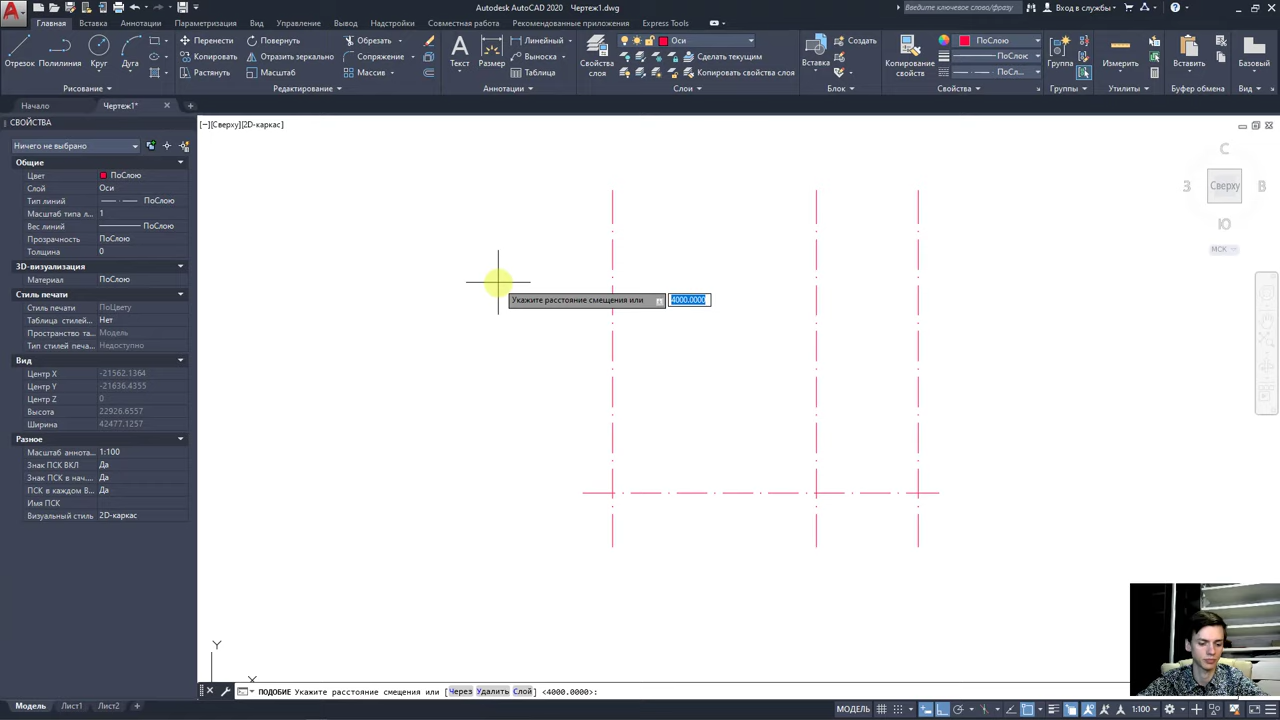 Autodesk AutoCAD 2020 Чертеж1.dwg
Введите ключевое слово/фразу
Вход в службы
Главная Вставка Аннотации Параметризация Вид Управление Вывод Надстройки Совместная работа Рекомендованные приложения Express Tools
Отрезок Полилиния Круг Дуга
Перенести Повернуть Обрезать
Копировать Отразить зеркально Сопряжение
Растянуть Масштаб Массив
Текст Размер
Линейный
Выноска
Таблица
Свойства слоя
Оси
Сделать текущим
Копировать свойства слоя
Вставка
Создать
Копирование свойств
ПоСлою
ПоСлою
ПоСл...
Группа
Измерить
Вставить
Базовый
Рисование Редактирование Аннотации Слои Блок Свойства Группы Утилиты Буфер обмена Вид
Начало Чертеж1*
СВОЙСТВА
[−][Сверху][2D-каркас]
Ничего не выбрано
Общие
Цвет ПоСлою
Слой Оси
Тип линий ПоСлою
Масштаб типа л... 1
Вес линий ПоСлою
Прозрачность ПоСлою
Толщина 0
3D-визуализация
Материал ПоСлою
Стиль печати
Стиль печати ПоЦвету
Таблица стилей... Нет
Пространство та... Модель
Тип стилей печа... Недоступно
Вид
Центр X -21562.1364
Центр Y -21636.4355
Центр Z 0
Высота 22926.6557
Ширина 42477.1257
Разное
Масштаб аннота... 1:100
Знак ПСК ВКЛ Да
Знак ПСК в нач.... Да
ПСК в каждом В... Да
Имя ПСК
Визуальный стиль 2D-каркас
С
З Сверху В
Ю
МСК
Укажите расстояние смещения или 4000.0000
Y
X
ПОДОБИЕ Укажите расстояние смещения или [Через Удалить Слой] <4000.0000>:
Модель Лист1 Лист2
МОДЕЛЬ 1:100